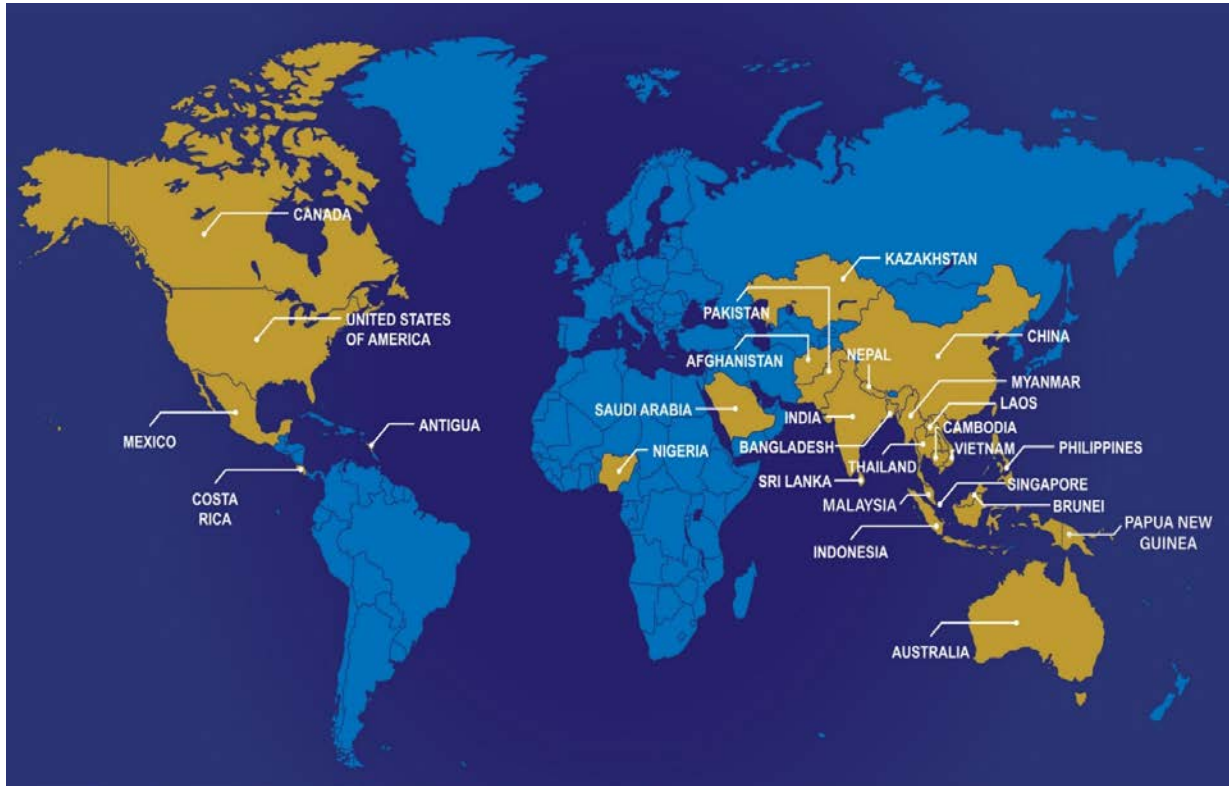 CANADA
KAZAKHSTAN
PAKISTAN
UNITED STATES
OF AMERICA
CHINA
AFGHANISTAN
NEPAL
MYANMAR
LAOS
SAUDI ARABIA
INDIA
MEXICO
ANTIGUA
CAMBODIA
BANGLADESH
VIETNAM
PHILIPPINES
NIGERIA
THAILAND
SRI LANKA
SINGAPORE
COSTA
RICA
MALAYSIA
BRUNEI
INDONESIA
PAPUA NEW
GUINEA
AUSTRALIA